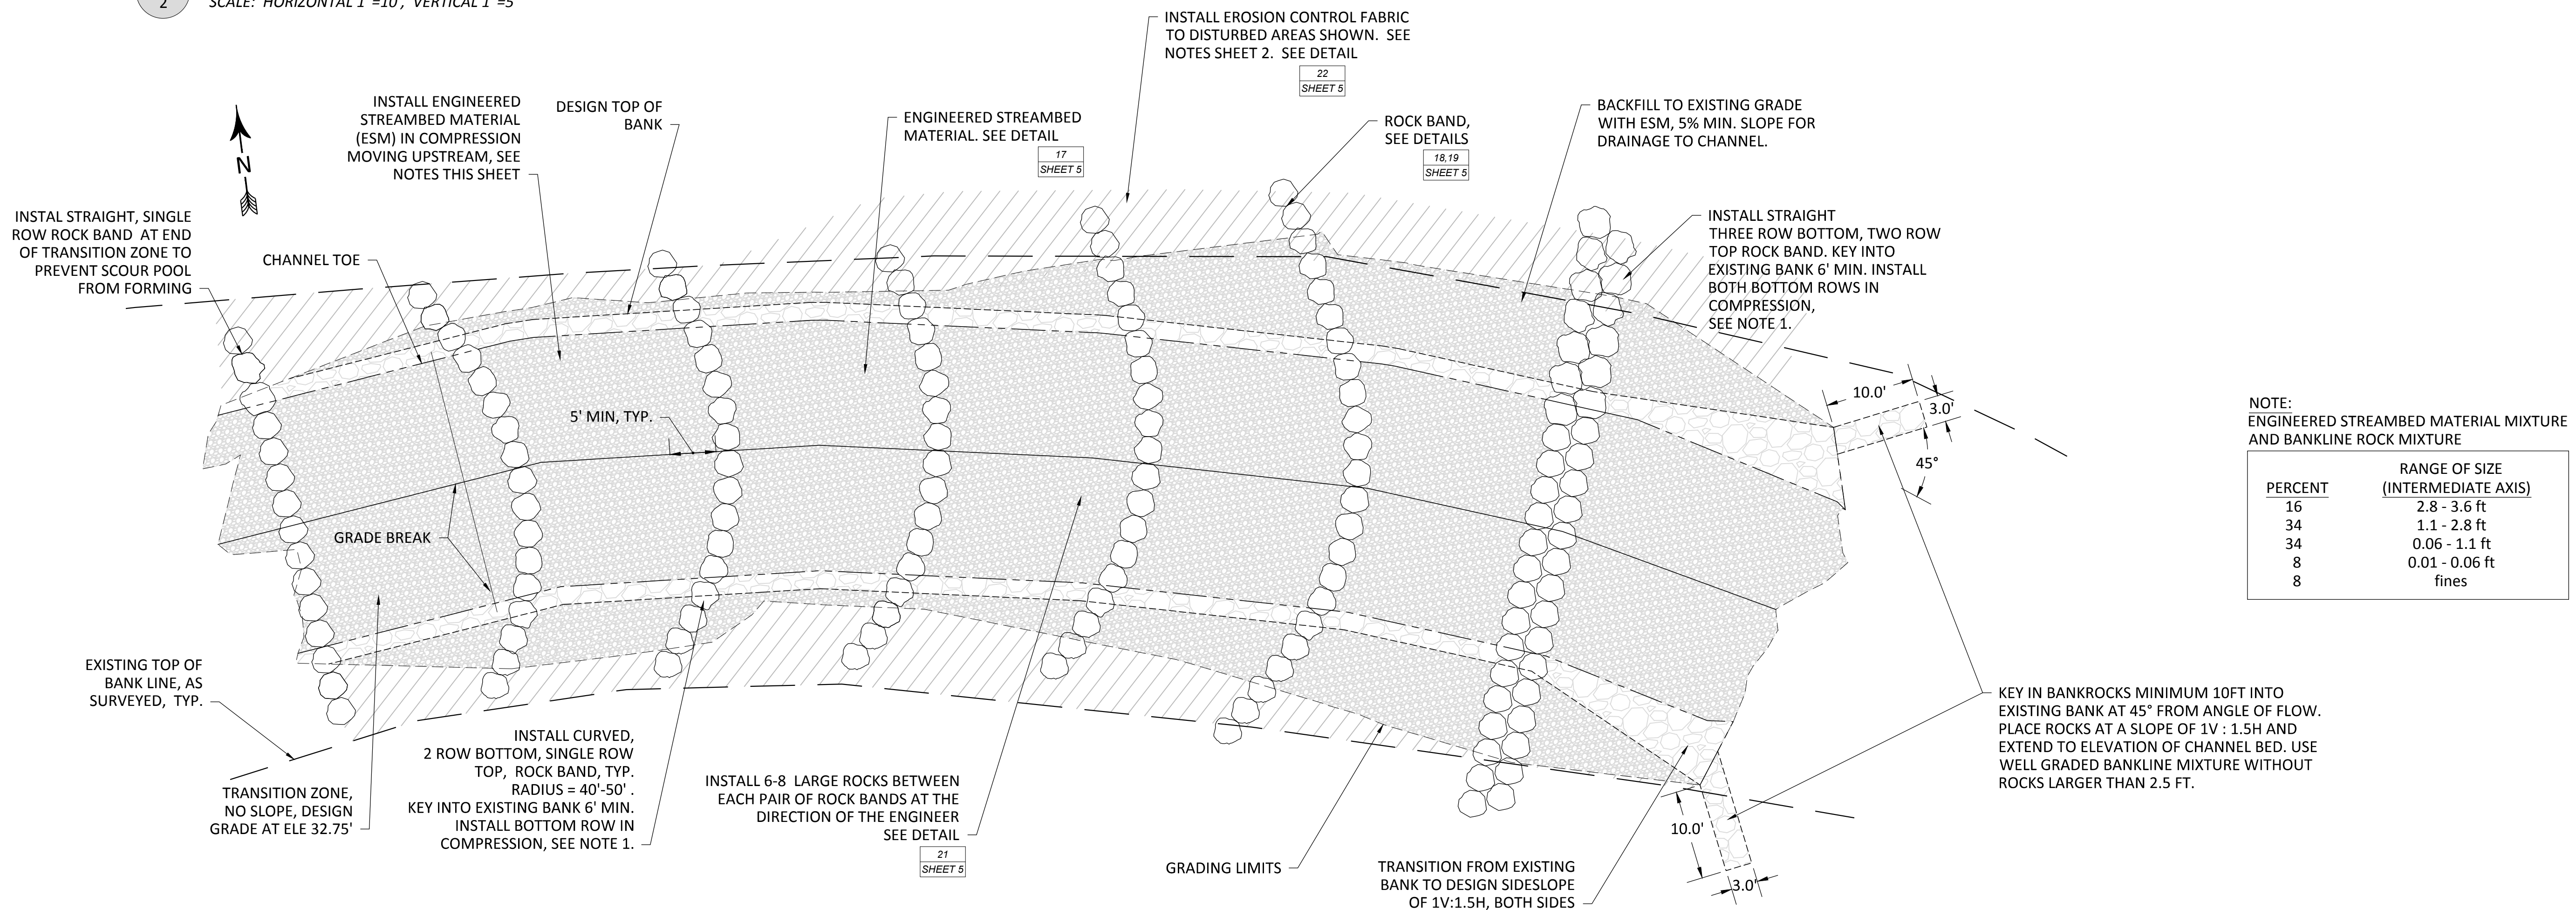 2
SCALE: HORIZONTAL 1"=10', VERTICAL 1"=5'
INSTALL EROSION CONTROL FABRIC
TO DISTURBED AREAS SHOWN. SEE
NOTES SHEET 2. SEE DETAIL
22
SHEET 5
INSTALL ENGINEERED
STREAMBED MATERIAL
(ESM) IN COMPRESSION
MOVING UPSTREAM, SEE
NOTES THIS SHEET
DESIGN TOP OF
BANK
ENGINEERED STREAMBED
MATERIAL. SEE DETAIL
17
SHEET 5
ROCK BAND,
SEE DETAILS
18,19
SHEET 5
BACKFILL TO EXISTING GRADE
WITH ESM, 5% MIN. SLOPE FOR
DRAINAGE TO CHANNEL.
N
INSTAL STRAIGHT, SINGLE
ROW ROCK BAND AT END
OF TRANSITION ZONE TO
PREVENT SCOUR POOL
FROM FORMING
CHANNEL TOE
INSTALL STRAIGHT
THREE ROW BOTTOM, TWO ROW
TOP ROCK BAND. KEY INTO
EXISTING BANK 6' MIN. INSTALL
BOTH BOTTOM ROWS IN
COMPRESSION,
SEE NOTE 1.
5' MIN, TYP.
10.0'
3.0'
45°
NOTE:
ENGINEERED STREAMBED MATERIAL MIXTURE
AND BANKLINE ROCK MIXTURE
RANGE OF SIZE
PERCENT (INTERMEDIATE AXIS)
16 2.8 - 3.6 ft
34 1.1 - 2.8 ft
34 0.06 - 1.1 ft
8 0.01 - 0.06 ft
8 fines
GRADE BREAK
EXISTING TOP OF
BANK LINE, AS
SURVEYED, TYP.
TRANSITION ZONE,
NO SLOPE, DESIGN
GRADE AT ELE 32.75'
INSTALL CURVED,
2 ROW BOTTOM, SINGLE ROW
TOP, ROCK BAND, TYP.
RADIUS = 40'-50' .
KEY INTO EXISTING BANK 6' MIN.
INSTALL BOTTOM ROW IN
COMPRESSION, SEE NOTE 1.
INSTALL 6-8 LARGE ROCKS BETWEEN
EACH PAIR OF ROCK BANDS AT THE
DIRECTION OF THE ENGINEER
SEE DETAIL
21
SHEET 5
GRADING LIMITS
TRANSITION FROM EXISTING
BANK TO DESIGN SIDESLOPE
OF 1V:1.5H, BOTH SIDES
10.0'
3.0'
KEY IN BANKROCKS MINIMUM 10FT INTO
EXISTING BANK AT 45° FROM ANGLE OF FLOW.
PLACE ROCKS AT A SLOPE OF 1V : 1.5H AND
EXTEND TO ELEVATION OF CHANNEL BED. USE
WELL GRADED BANKLINE MIXTURE WITHOUT
ROCKS LARGER THAN 2.5 FT.